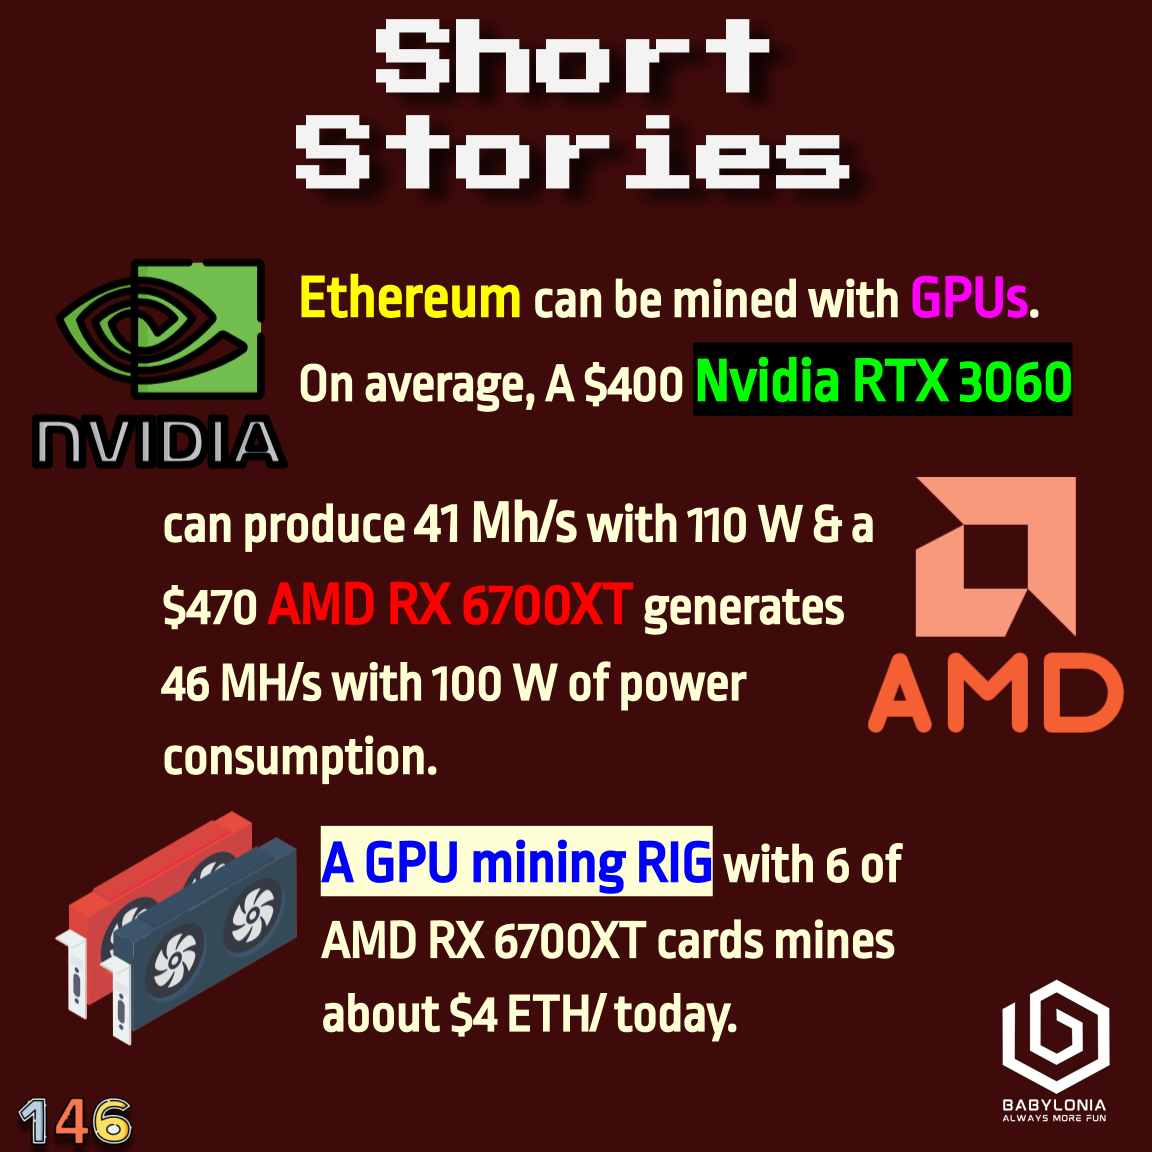 Short
Stories
Ethereum can be mined with GPUs.
On average, A $400 Nvidia RTX 3060
NVIDIA
can produce 41 Mh/s with 110 W & a
$470 AMD RX 6700XT generates
46 MH/s with 100 W of power
consumption.
AMD
A GPU mining RIG with 6 of
AMD RX 6700XT cards mines
about $4 ETH/ today.
BABYLONIA
ALWAYS MORE FUN
146